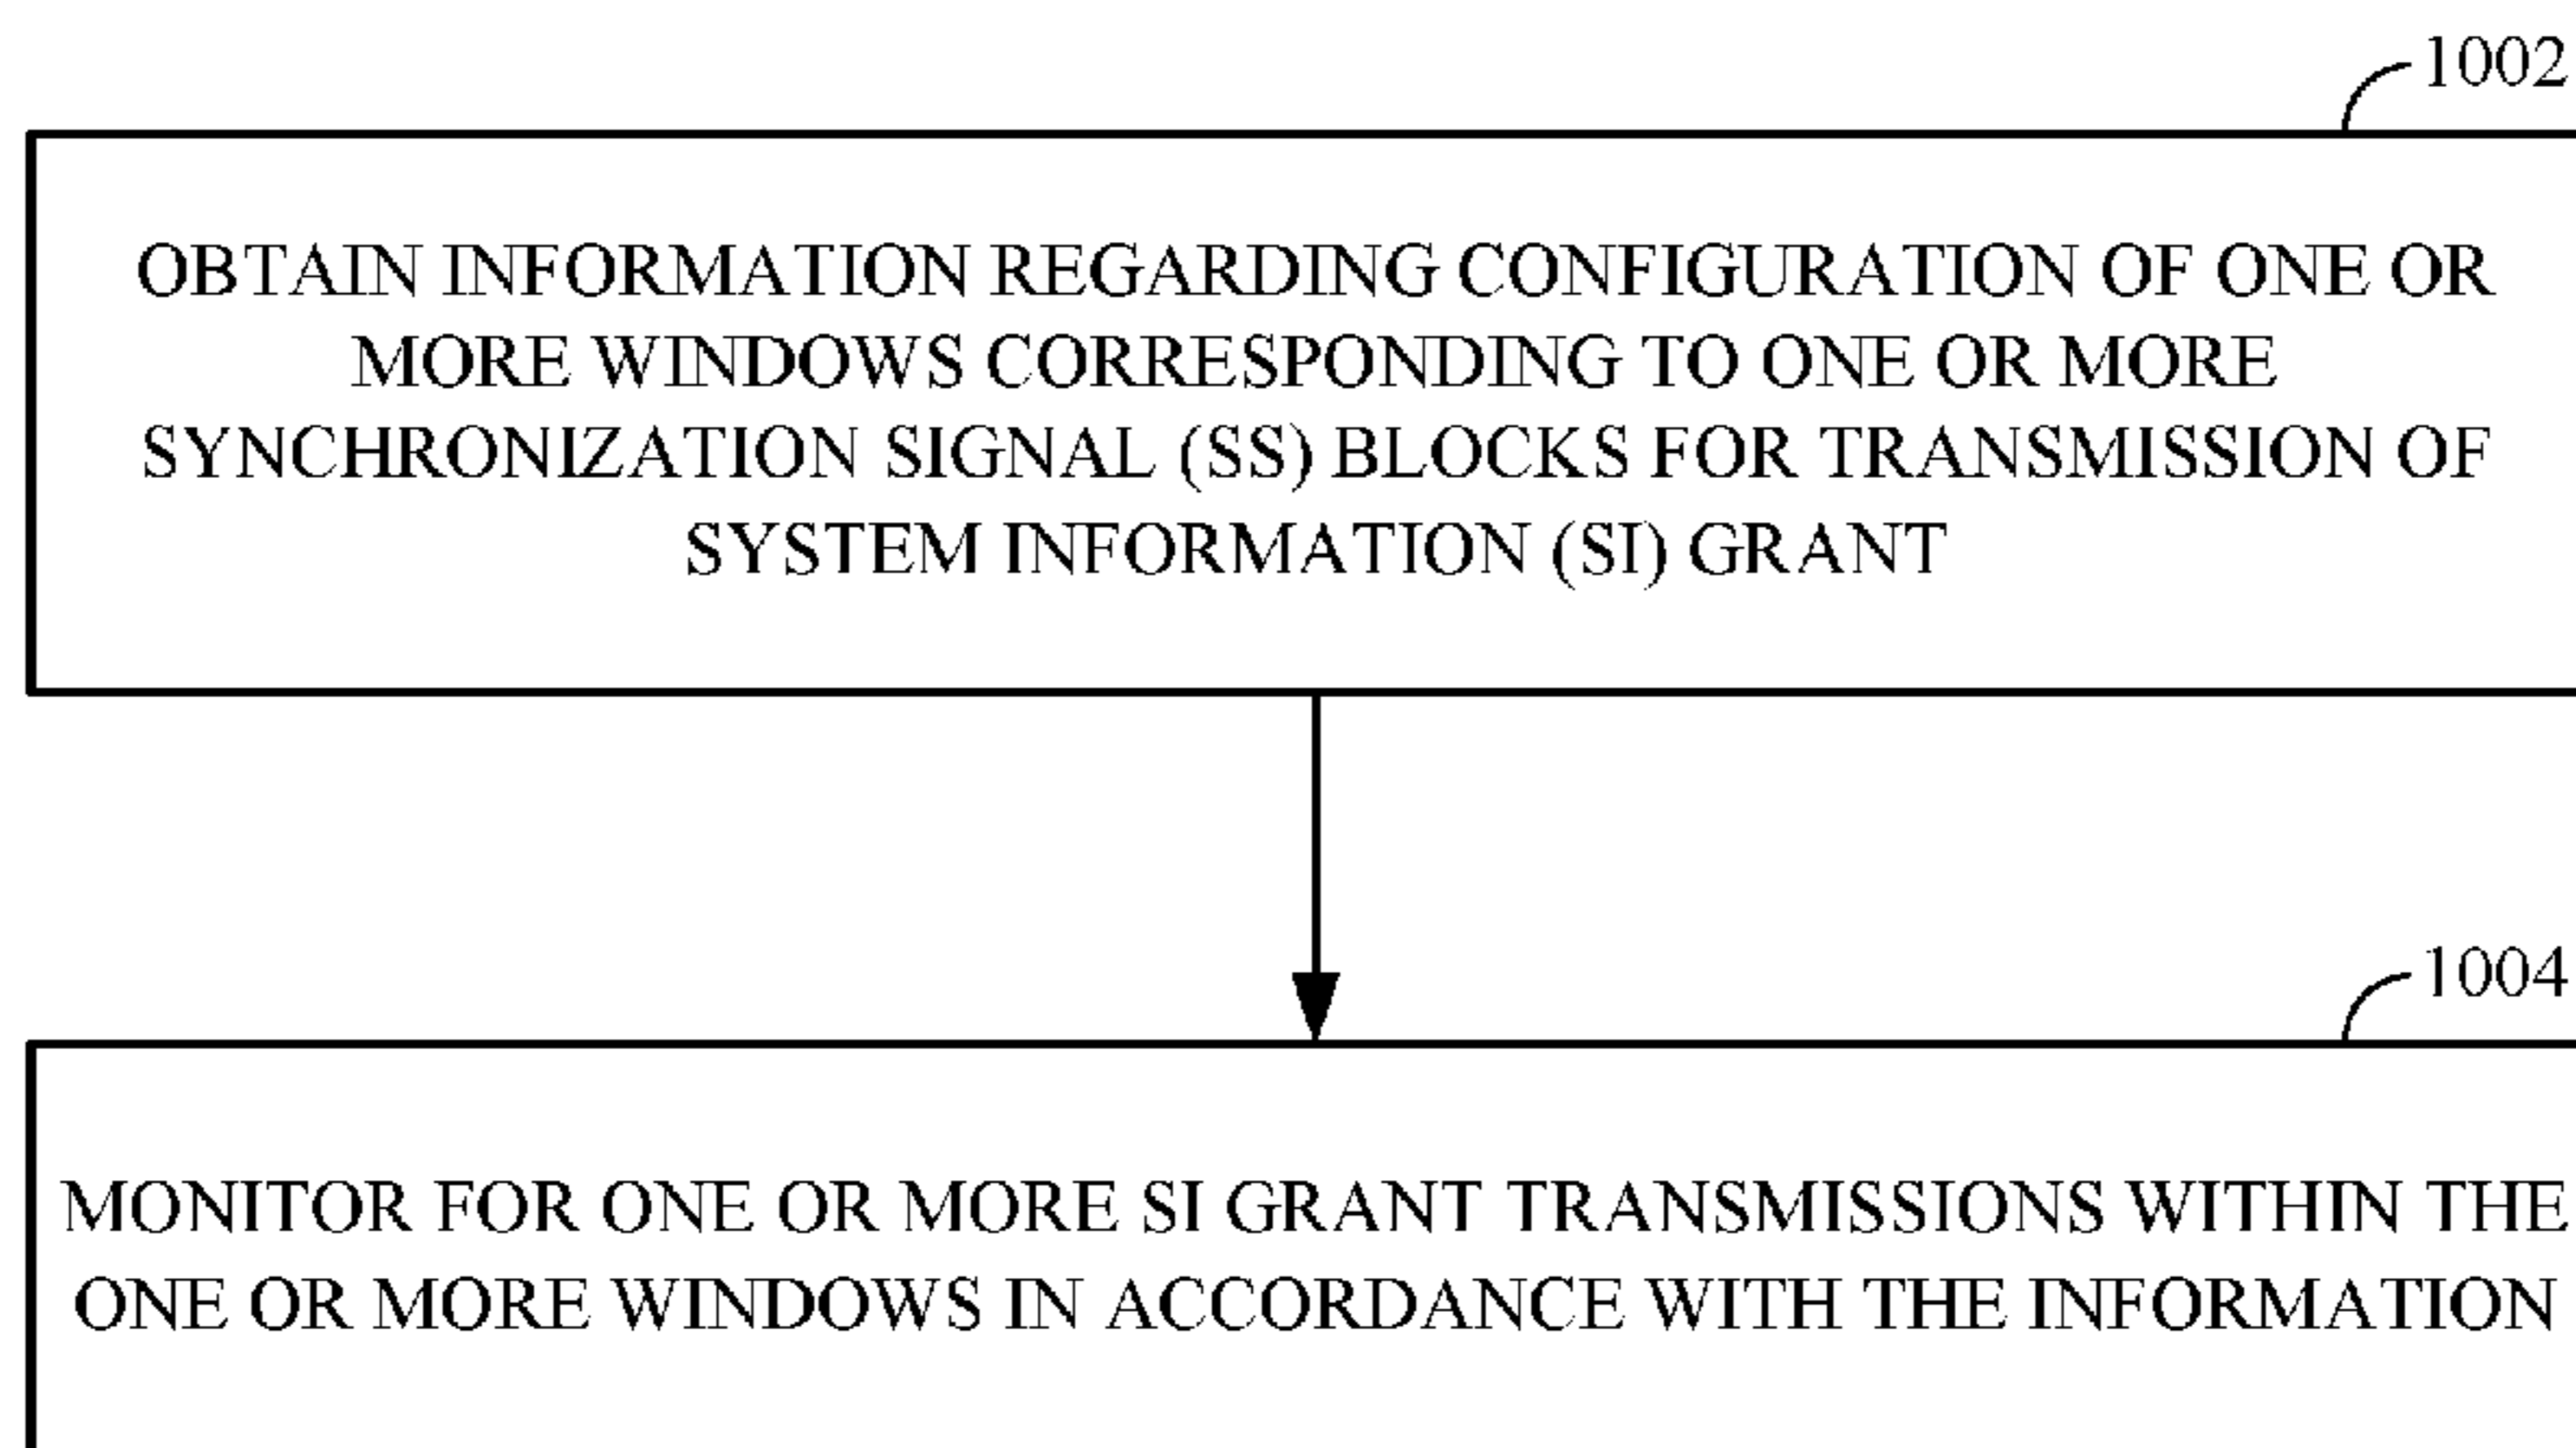 1002
OBTAIN INFORMATION REGARDING CONFIGURATION OF ONE OR
MORE WINDOWS CORRESPONDING TO ONE OR MORE
SYNCHRONIZATION SIGNAL (SS) BLOCKS FOR TRANSMISSION OF
SYSTEM INFORMATION (SI) GRANT
1004
MONITOR FOR ONE OR MORE SI GRANT TRANSMISSIONS WITHIN THE
ONE OR MORE WINDOWS IN ACCORDANCE WITH THE INFORMATION